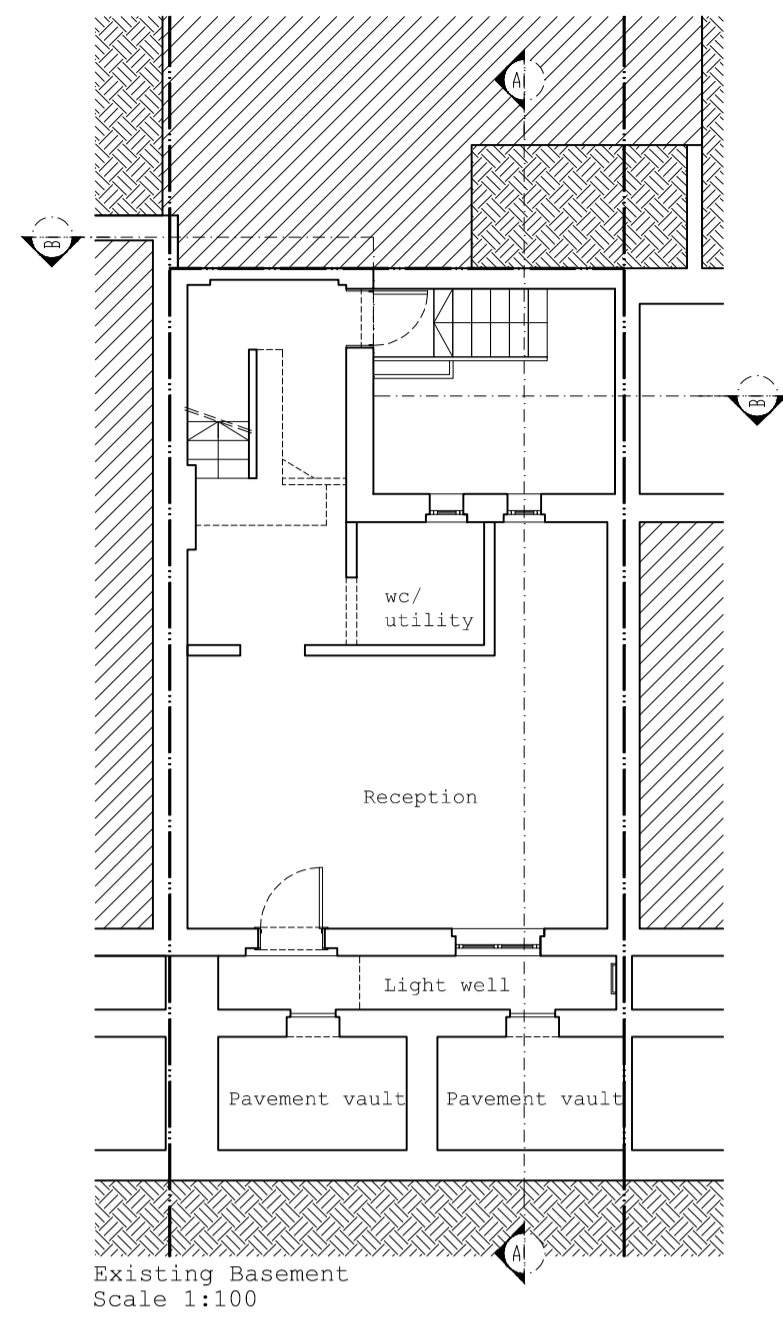 A
B
B
wc/
utility
Reception
Light well
Pavement vault
Pavement vault
A
Existing Basement
Scale 1:100